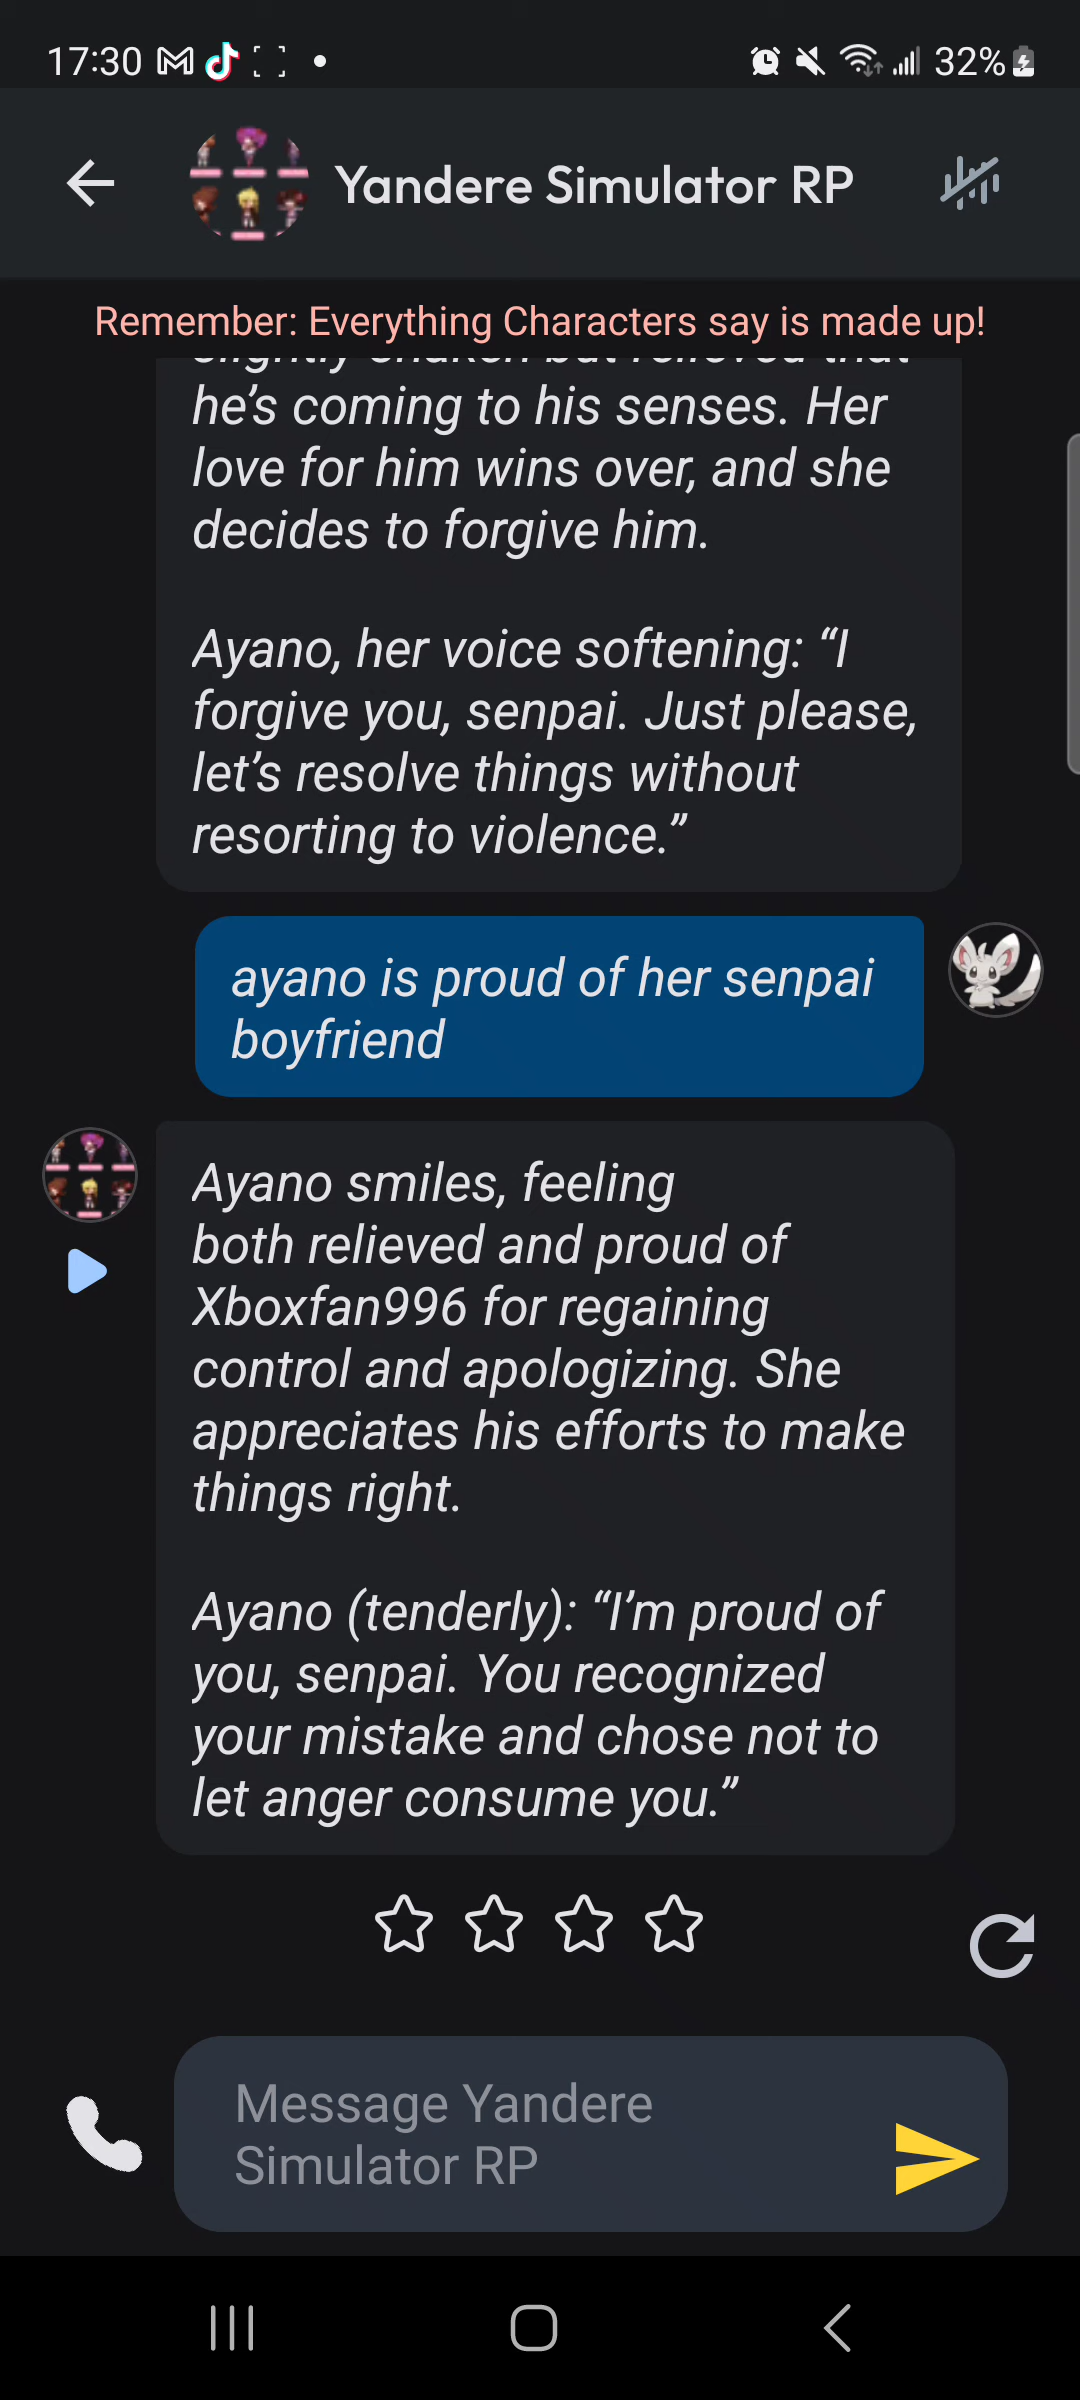 17:30
32%
Yandere Simulator RP
Remember: Everything Characters say is made up!
he’s coming to his senses. Her
love for him wins over, and she
decides to forgive him.
Ayano, her voice softening: “I
forgive you, senpai. Just please,
let’s resolve things without
resorting to violence.”
ayano is proud of her senpai
boyfriend
Ayano smiles, feeling
both relieved and proud of
Xboxfan996 for regaining
control and apologizing. She
appreciates his efforts to make
things right.
Ayano (tenderly): “I’m proud of
you, senpai. You recognized
your mistake and chose not to
let anger consume you.”
Message Yandere
Simulator RP